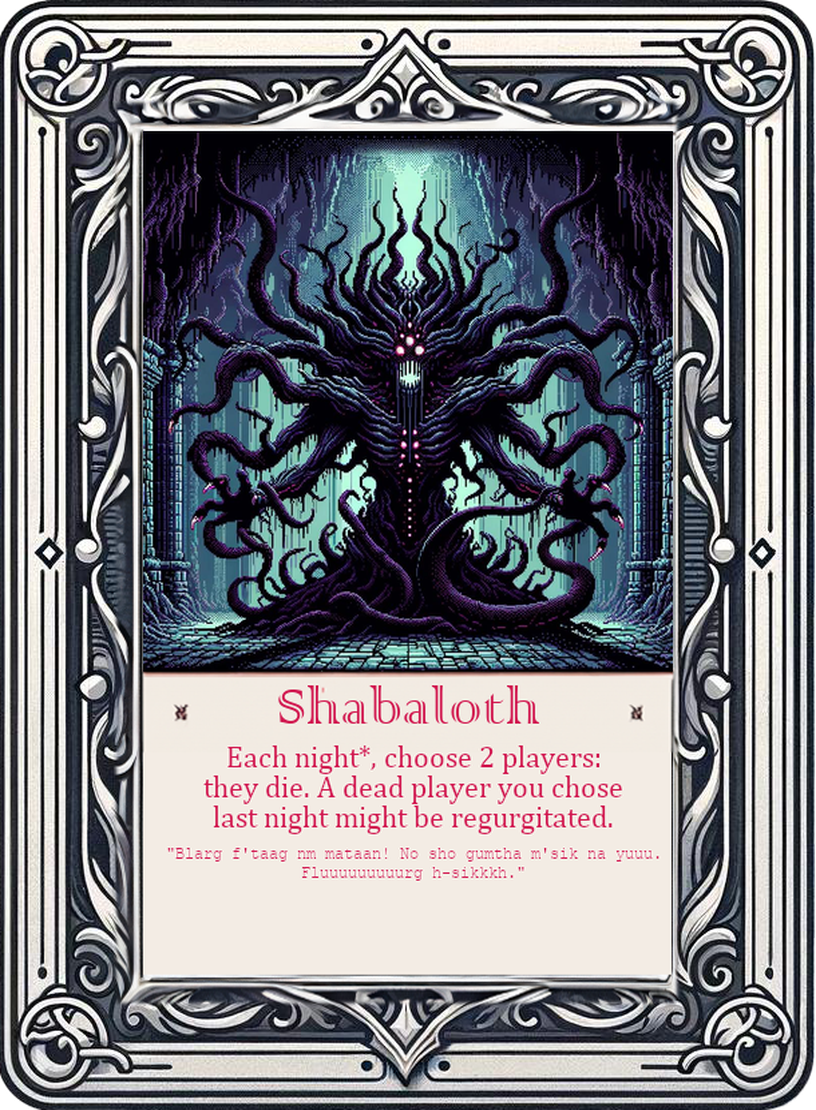 Shabaloth
Each night*, choose 2 players:
they die. A dead player you chose
last night might be regurgitated.
"Blarg f'taag nm mataan! No sho gumtha m'sik na yuuu.
Fluuuuuuuuurg h-sikkkh."